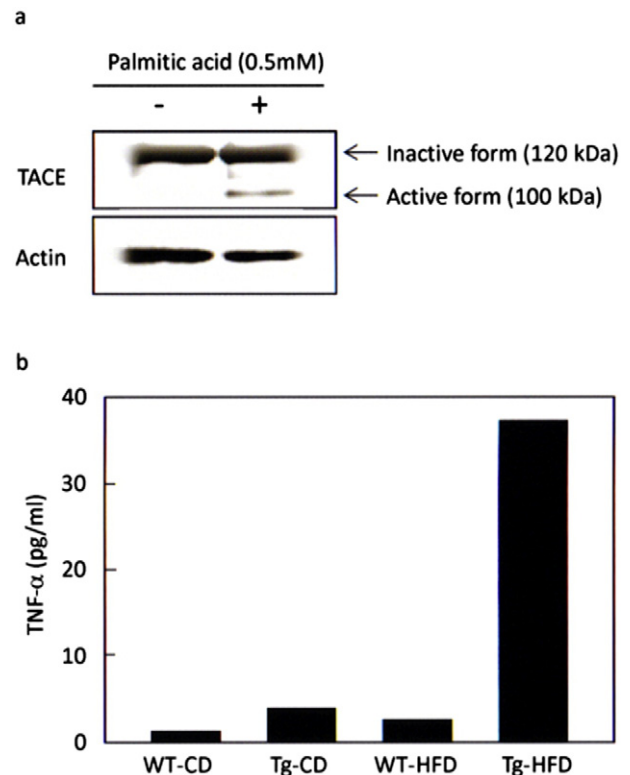 a
Palmitic acid (0.5mM)
- +
TACE
Inactive form (120 kDa)
Active form (100 kDa)
Actin
b
TNF-α (pg/ml)
40
30
20
10
0
WT-CD Tg-CD WT-HFD Tg-HFD